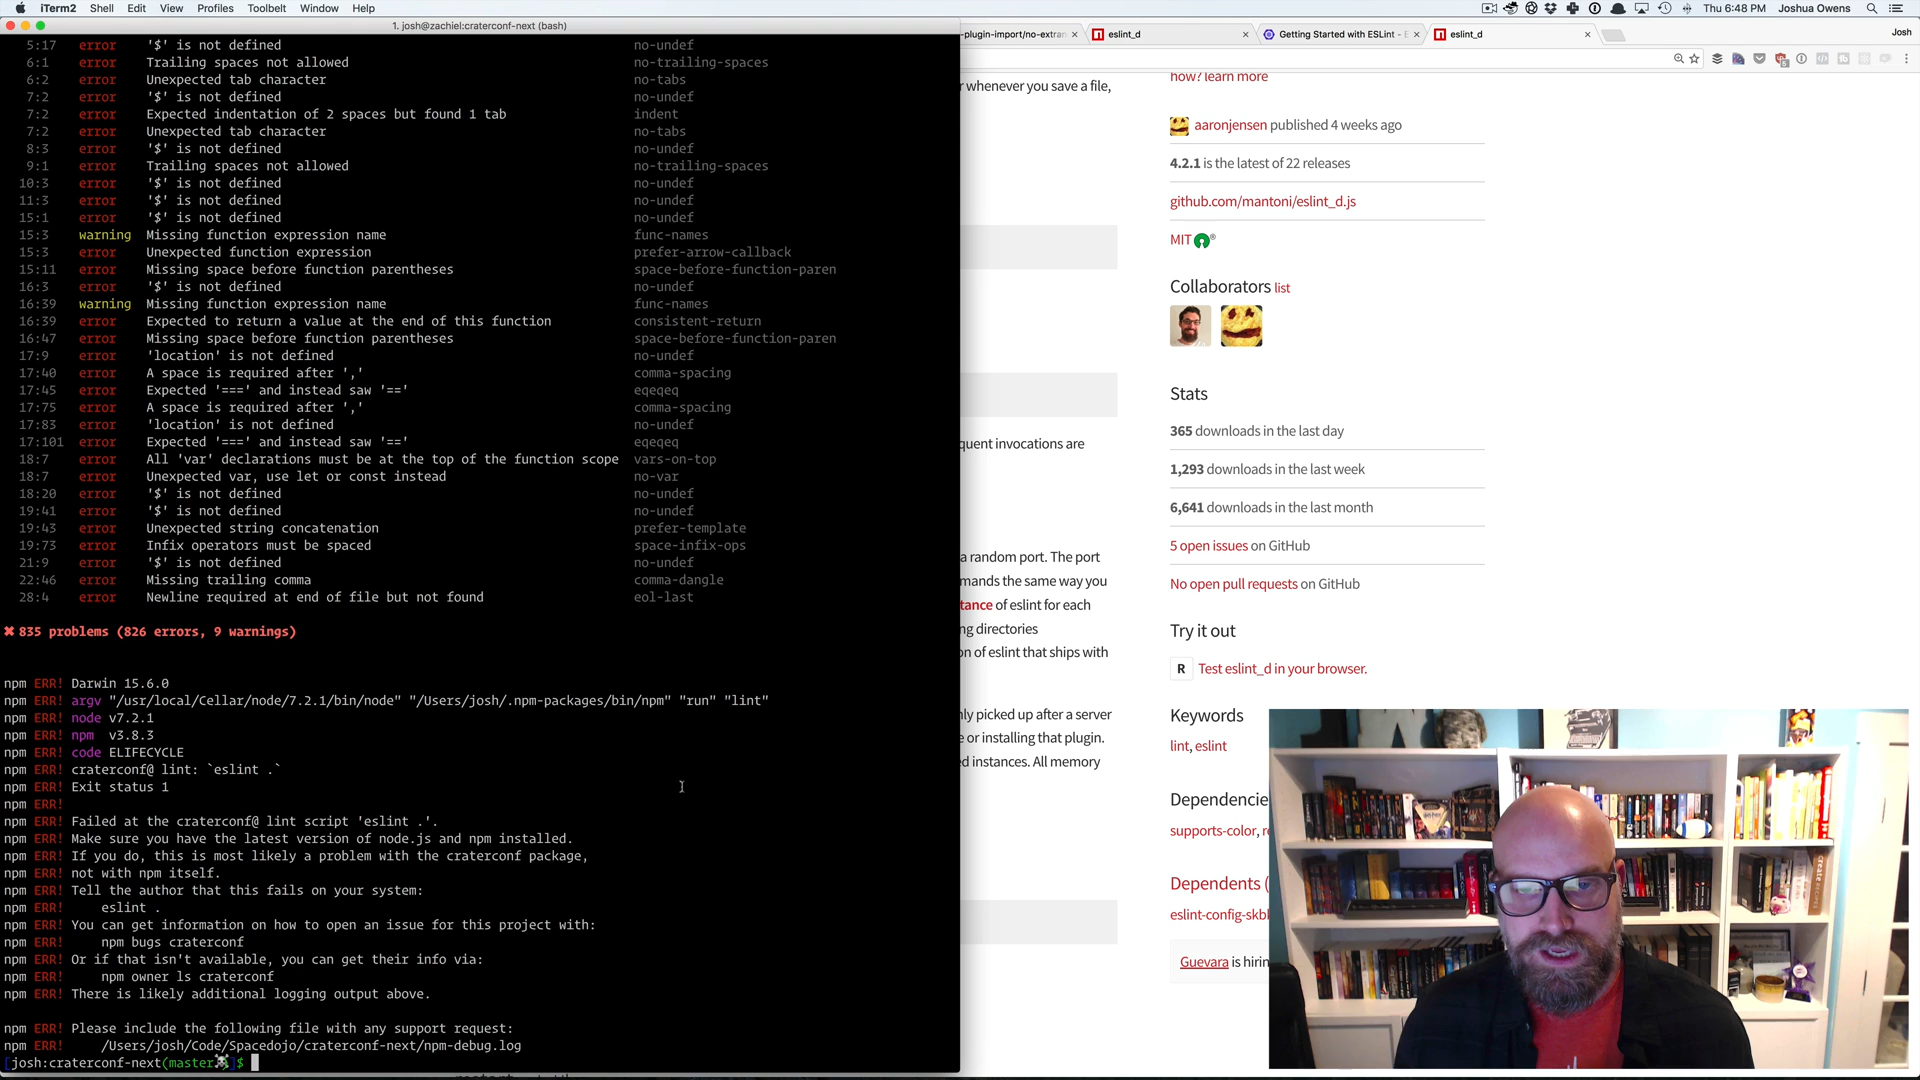 iTerm2 Shell Edit View Profiles Toolbelt Window Help
Thu 6:48 PM Joshua Owens
1. josh@zachiel:craterconf-next (bash)
-plugin-import/no-extran
eslint_d
Getting Started with ESLint - E
eslint_d
Josh
5:17 error '$' is not defined no-undef
6:1 error Trailing spaces not allowed no-trailing-spaces
6:2 error Unexpected tab character no-tabs
7:2 error '$' is not defined no-undef
7:2 error Expected indentation of 2 spaces but found 1 tab indent
7:2 error Unexpected tab character no-tabs
8:3 error '$' is not defined no-undef
9:1 error Trailing spaces not allowed no-trailing-spaces
10:3 error '$' is not defined no-undef
11:3 error '$' is not defined no-undef
15:1 error '$' is not defined no-undef
15:3 warning Missing function expression name func-names
15:3 error Unexpected function expression prefer-arrow-callback
15:11 error Missing space before function parentheses space-before-function-paren
16:3 error '$' is not defined no-undef
16:39 warning Missing function expression name func-names
16:39 error Expected to return a value at the end of this function consistent-return
16:47 error Missing space before function parentheses space-before-function-paren
17:9 error 'location' is not defined no-undef
17:40 error A space is required after ',' comma-spacing
17:45 error Expected '===' and instead saw '==' eqeqeq
17:75 error A space is required after ',' comma-spacing
17:83 error 'location' is not defined no-undef
17:101 error Expected '===' and instead saw '==' eqeqeq
18:7 error All 'var' declarations must be at the top of the function scope vars-on-top
18:7 error Unexpected var, use let or const instead no-var
18:20 error '$' is not defined no-undef
19:41 error '$' is not defined no-undef
19:43 error Unexpected string concatenation prefer-template
19:73 error Infix operators must be spaced space-infix-ops
21:9 error '$' is not defined no-undef
22:46 error Missing trailing comma comma-dangle
28:4 error Newline required at end of file but not found eol-last
✖ 835 problems (826 errors, 9 warnings)
npm ERR! Darwin 15.6.0
npm ERR! argv "/usr/local/Cellar/node/7.2.1/bin/node" "/Users/josh/.npm-packages/bin/npm" "run" "lint"
npm ERR! node v7.2.1
npm ERR! npm v3.8.3
npm ERR! code ELIFECYCLE
npm ERR! craterconf@ lint: `eslint .`
npm ERR! Exit status 1
npm ERR!
npm ERR! Failed at the craterconf@ lint script 'eslint .'.
npm ERR! Make sure you have the latest version of node.js and npm installed.
npm ERR! If you do, this is most likely a problem with the craterconf package,
npm ERR! not with npm itself.
npm ERR! Tell the author that this fails on your system:
npm ERR! eslint .
npm ERR! You can get information on how to open an issue for this project with:
npm ERR! npm bugs craterconf
npm ERR! Or if that isn't available, you can get their info via:
npm ERR! npm owner ls craterconf
npm ERR! There is likely additional logging output above.
npm ERR! Please include the following file with any support request:
npm ERR! /Users/josh/Code/Spacedojo/craterconf-next/npm-debug.log
[josh:craterconf-next(master☠)]$
r whenever you save a file,
quent invocations are
a random port. The port
mands the same way you
tance of eslint for each
ng directories
on of eslint that ships with
nly picked up after a server
e or installing that plugin.
ed instances. All memory
how? learn more
aaronjensen published 4 weeks ago
4.2.1 is the latest of 22 releases
github.com/mantoni/eslint_d.js
MIT
Collaborators list
Stats
365 downloads in the last day
1,293 downloads in the last week
6,641 downloads in the last month
5 open issues on GitHub
No open pull requests on GitHub
Try it out
R Test eslint_d in your browser.
Keywords
lint, eslint
Dependencie
supports-color, r
Dependents (
eslint-config-skb
Guevara is hirin